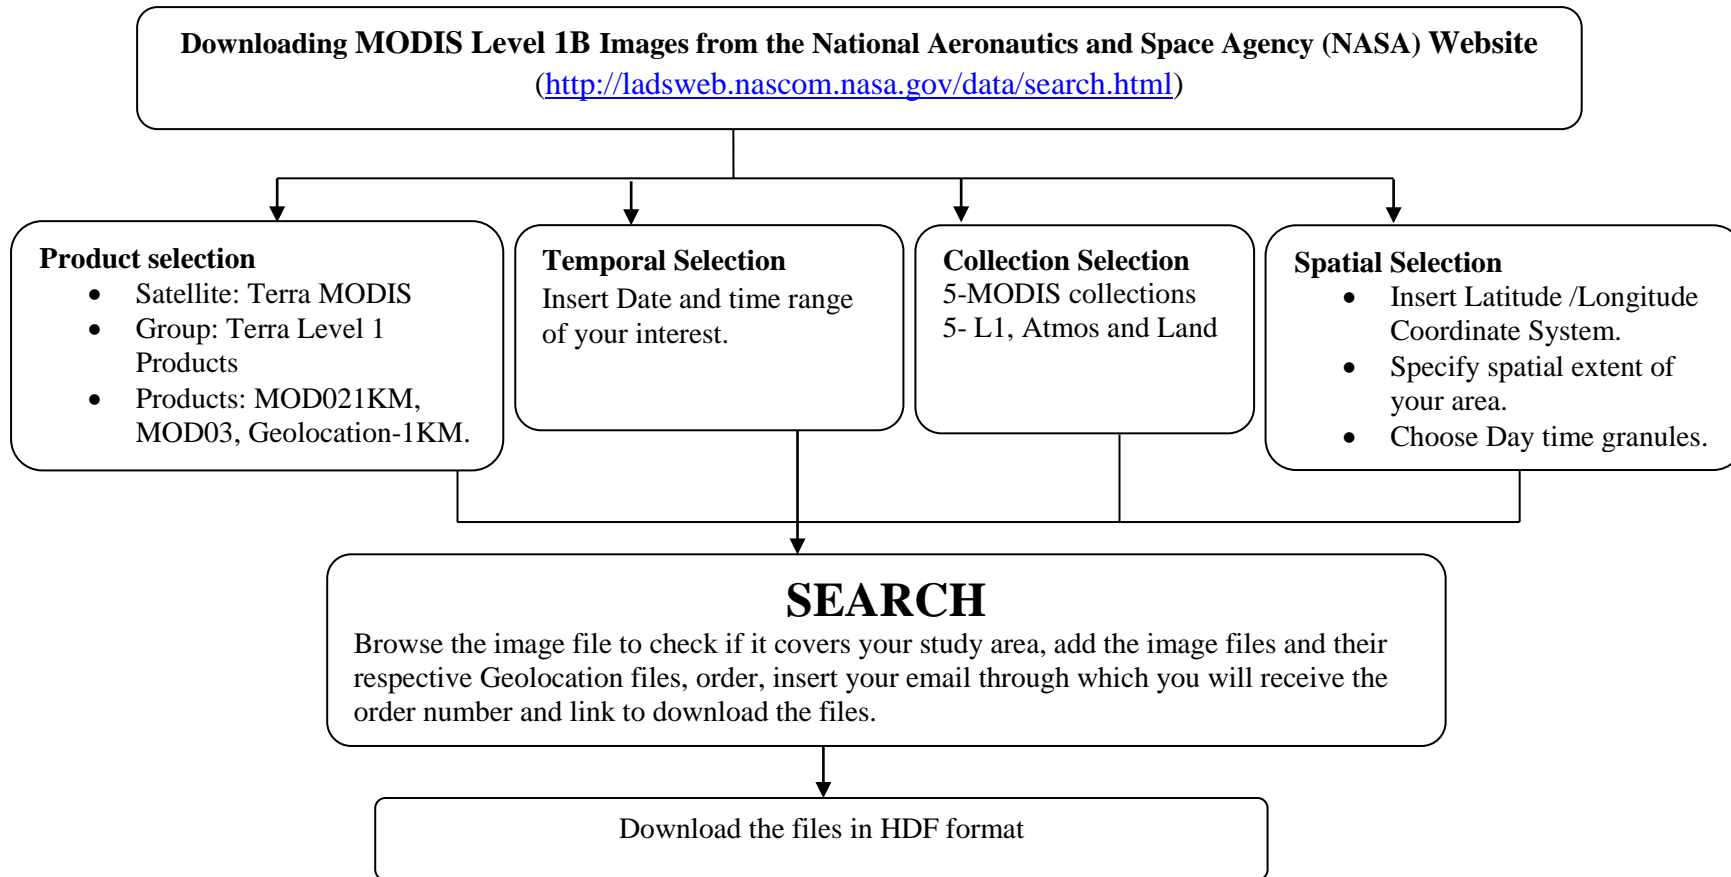 Downloading MODIS Level 1B Images from the National Aeronautics and Space Agency (NASA) Website
(http://ladsweb.nascom.nasa.gov/data/search.html)
Product selection
• Satellite: Terra MODIS
• Group: Terra Level 1
Products
• Products: MOD021KM,
MOD03, Geolocation-1KM.
Temporal Selection
Insert Date and time range
of your interest.
Collection Selection
5-MODIS collections
5- L1, Atmos and Land
Spatial Selection
• Insert Latitude /Longitude
Coordinate System.
• Specify spatial extent of
your area.
• Choose Day time granules.
SEARCH
Browse the image file to check if it covers your study area, add the image files and their
respective Geolocation files, order, insert your email through which you will receive the
order number and link to download the files.
Download the files in HDF format